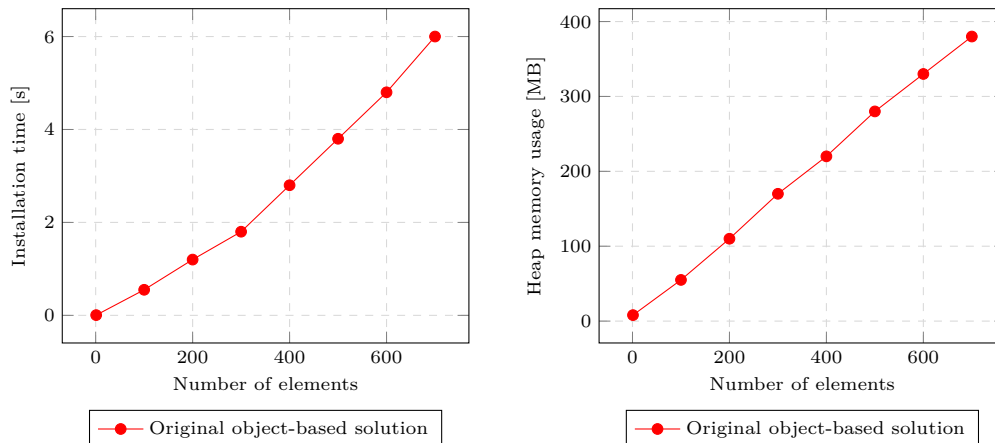 6
4
2
0
Installation time [s]
0
200
400
600
Number of elements
Original object-based solution
400
300
200
100
0
Heap memory usage [MB]
0
200
400
600
Number of elements
Original object-based solution